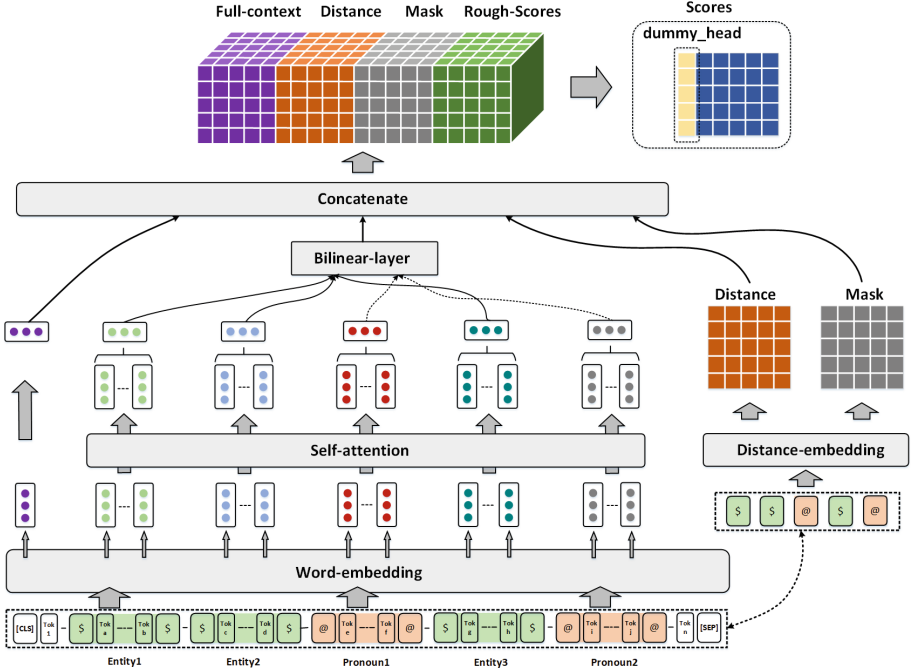 Full-context Distance Mask Rough-Scores
Scores
dummy_head
Concatenate
Bilinear-layer
Distance Mask
Self-attention
Distance-embedding
$ $ @ $ @
Word-embedding
[CLS] Tok 1 $ Tok a Tok b $ $ Tok c Tok d $ @ Tok e Tok f @ $ Tok g Tok h $ @ Tok i Tok j @ Tok n [SEP]
Entity1 Entity2 Pronoun1 Entity3 Pronoun2